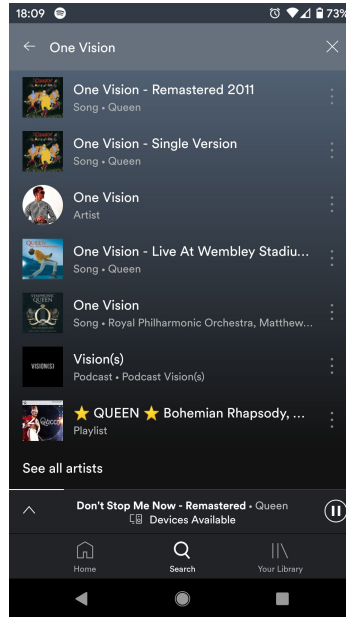 18:09 73%
One Vision
One Vision - Remastered 2011
Song • Queen
One Vision - Single Version
Song • Queen
One Vision
Artist
One Vision - Live At Wembley Stadiu...
Song • Queen
SYMPHONIC
QUEEN
One Vision
Song • Royal Philharmonic Orchestra, Matthew...
VISION(S)
Vision(s)
Podcast • Podcast Vision(s)
⭐ QUEEN ⭐ Bohemian Rhapsody, ...
Playlist
See all artists
Don't Stop Me Now - Remastered • Queen
Devices Available
Home Search Your Library